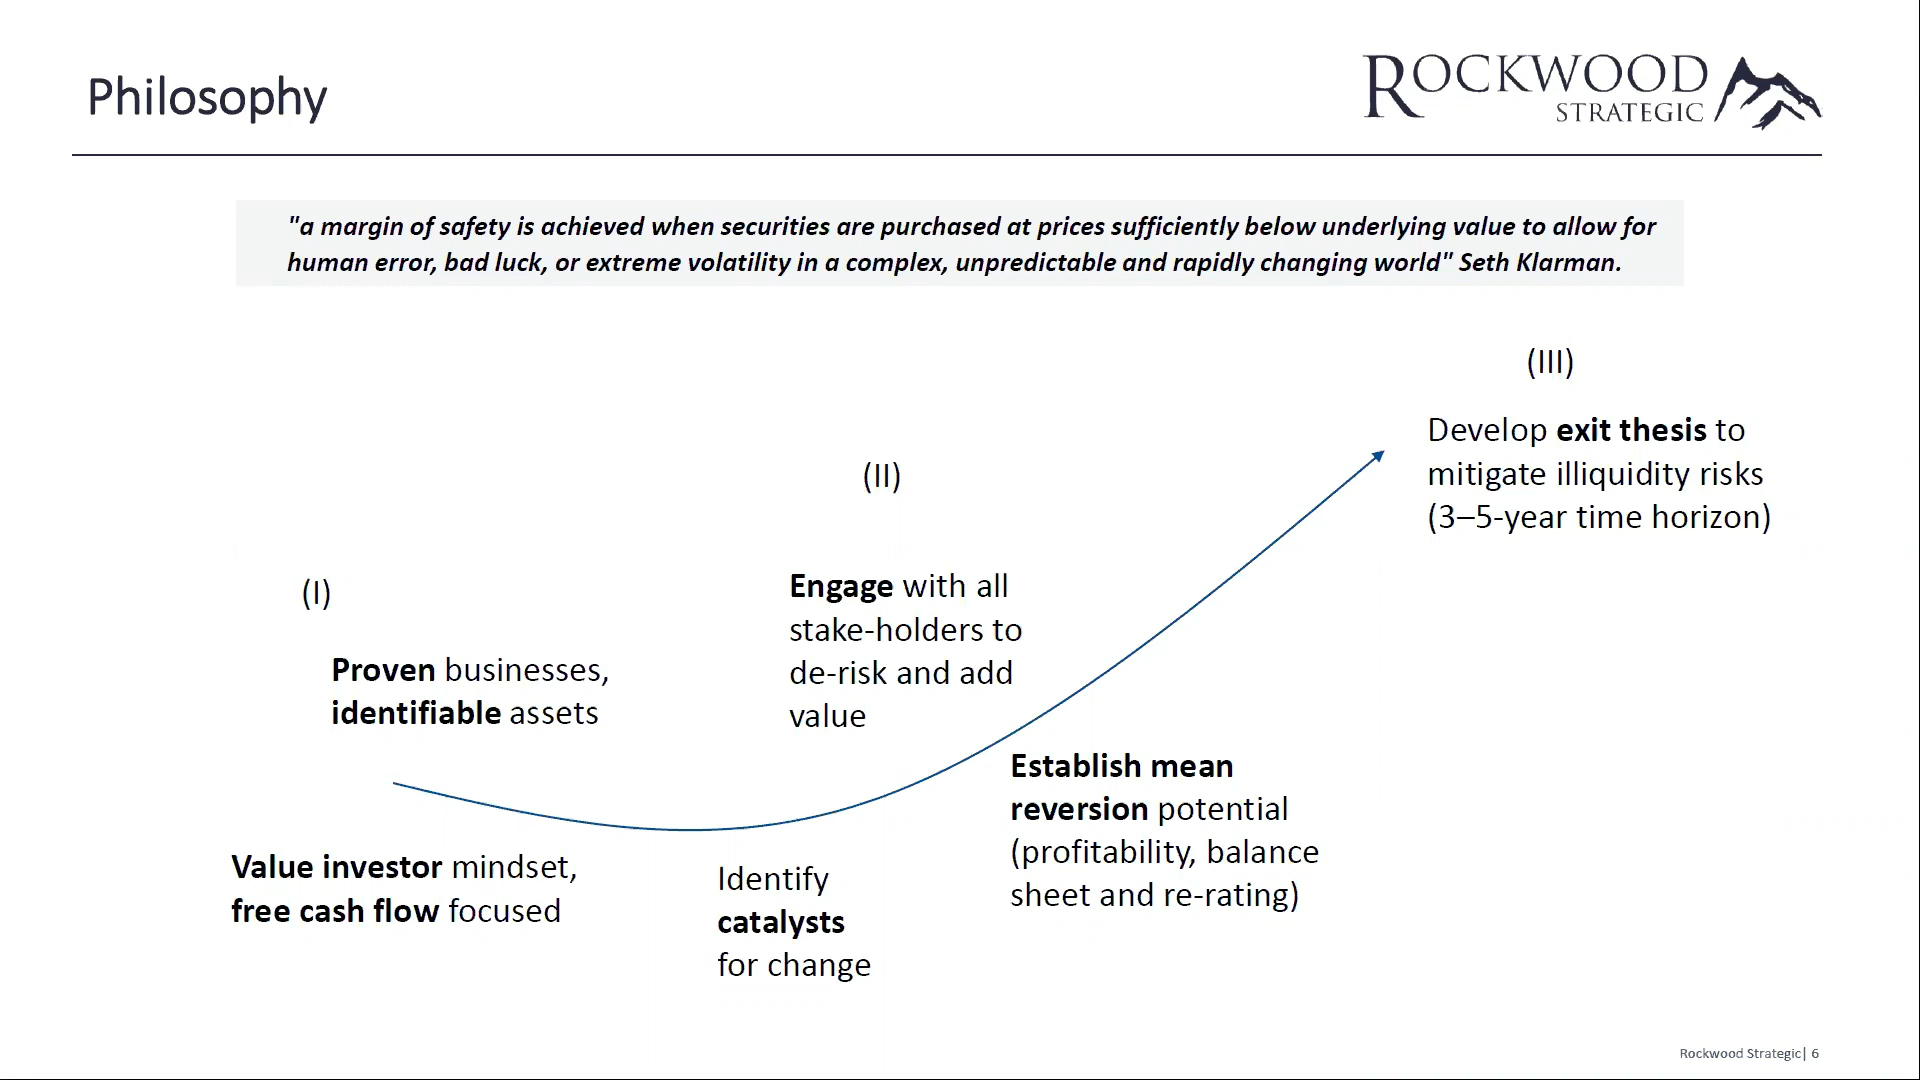 Philosophy
ROCKWOOD
STRATEGIC
"a margin of safety is achieved when securities are purchased at prices sufficiently below underlying value to allow for
human error, bad luck, or extreme volatility in a complex, unpredictable and rapidly changing world" Seth Klarman.
(I)
Proven businesses,
identifiable assets
Value investor mindset,
free cash flow focused
(II)
Engage with all
stake-holders to
de-risk and add
value
Identify
catalysts
for change
Establish mean
reversion potential
(profitability, balance
sheet and re-rating)
(III)
Develop exit thesis to
mitigate illiquidity risks
(3–5-year time horizon)
Rockwood Strategic| 6